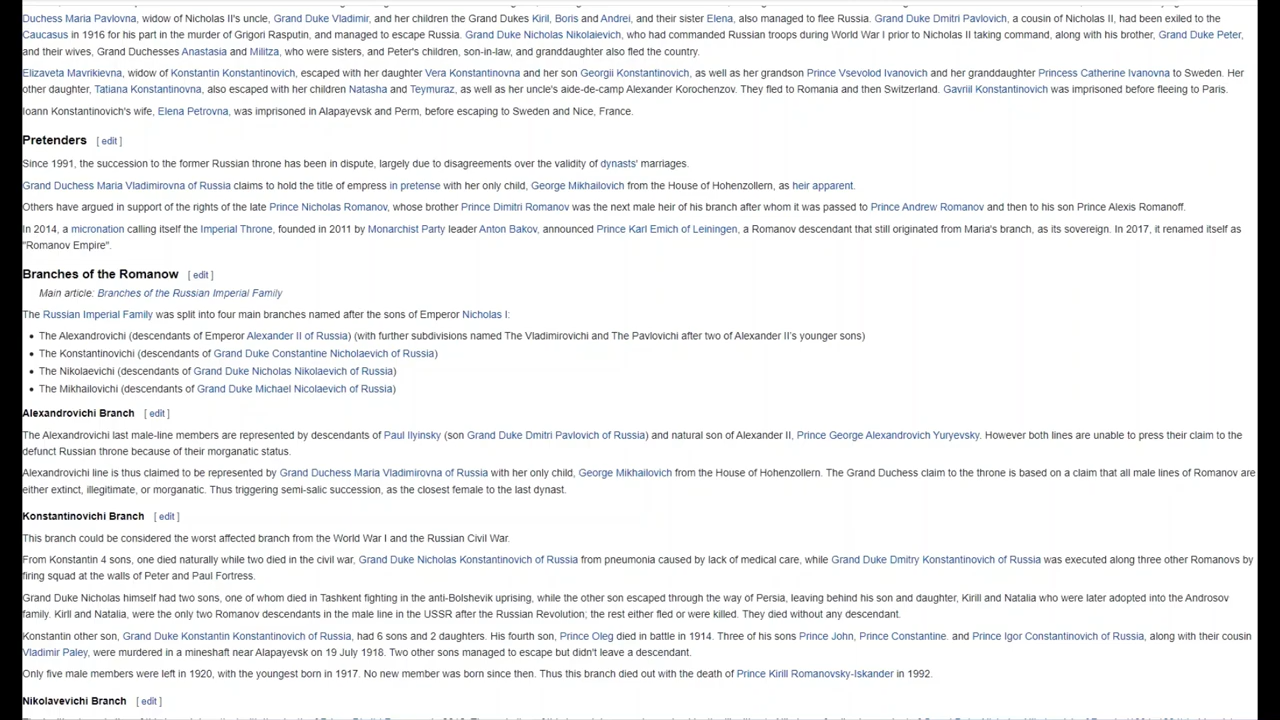 Duchess Maria Pavlovna, widow of Nicholas II's uncle, Grand Duke Vladimir, and her children the Grand Dukes Kiril, Boris and Andrei, and their sister Elena, also managed to flee Russia. Grand Duke Dmitri Pavlovich, a cousin of Nicholas II, had been exiled to the
Caucasus in 1916 for his part in the murder of Grigori Rasputin, and managed to escape Russia. Grand Duke Nicholas Nikolaievich, who had commanded Russian troops during World War I prior to Nicholas II taking command, along with his brother, Grand Duke Peter,
and their wives, Grand Duchesses Anastasia and Militza, who were sisters, and Peter's children, son-in-law, and granddaughter also fled the country.
Elizaveta Mavrikievna, widow of Konstantin Konstantinovich, escaped with her daughter Vera Konstantinovna and her son Georgii Konstantinovich, as well as her grandson Prince Vsevolod Ivanovich and her granddaughter Princess Catherine Ivanovna to Sweden. Her
other daughter, Tatiana Konstantinovna, also escaped with her children Natasha and Teymuraz, as well as her uncle's aide-de-camp Alexander Korochenzov. They fled to Romania and then Switzerland. Gavriil Konstantinovich was imprisoned before fleeing to Paris.
Ioann Konstantinovich's wife, Elena Petrovna, was imprisoned in Alapayevsk and Perm, before escaping to Sweden and Nice, France.
Pretenders [ edit ]
Since 1991, the succession to the former Russian throne has been in dispute, largely due to disagreements over the validity of dynasts' marriages.
Grand Duchess Maria Vladimirovna of Russia claims to hold the title of empress in pretense with her only child, George Mikhailovich from the House of Hohenzollern, as heir apparent.
Others have argued in support of the rights of the late Prince Nicholas Romanov, whose brother Prince Dimitri Romanov was the next male heir of his branch after whom it was passed to Prince Andrew Romanov and then to his son Prince Alexis Romanoff.
In 2014, a micronation calling itself the Imperial Throne, founded in 2011 by Monarchist Party leader Anton Bakov, announced Prince Karl Emich of Leiningen, a Romanov descendant that still originated from Maria's branch, as its sovereign. In 2017, it renamed itself as
"Romanov Empire".
Branches of the Romanow [ edit ]
Main article: Branches of the Russian Imperial Family
The Russian Imperial Family was split into four main branches named after the sons of Emperor Nicholas I:
• The Alexandrovichi (descendants of Emperor Alexander II of Russia) (with further subdivisions named The Vladimirovichi and The Pavlovichi after two of Alexander II's younger sons)
• The Konstantinovichi (descendants of Grand Duke Constantine Nicholaevich of Russia)
• The Nikolaevichi (descendants of Grand Duke Nicholas Nikolaevich of Russia)
• The Mikhailovichi (descendants of Grand Duke Michael Nicolaevich of Russia)
Alexandrovichi Branch [ edit ]
The Alexandrovichi last male-line members are represented by descendants of Paul Ilyinsky (son Grand Duke Dmitri Pavlovich of Russia) and natural son of Alexander II, Prince George Alexandrovich Yuryevsky. However both lines are unable to press their claim to the
defunct Russian throne because of their morganatic status.
Alexandrovichi line is thus claimed to be represented by Grand Duchess Maria Vladimirovna of Russia with her only child, George Mikhailovich from the House of Hohenzollern. The Grand Duchess claim to the throne is based on a claim that all male lines of Romanov are
either extinct, illegitimate, or morganatic. Thus triggering semi-salic succession, as the closest female to the last dynast.
Konstantinovichi Branch [ edit ]
This branch could be considered the worst affected branch from the World War I and the Russian Civil War.
From Konstantin 4 sons, one died naturally while two died in the civil war, Grand Duke Nicholas Konstantinovich of Russia from pneumonia caused by lack of medical care, while Grand Duke Dmitry Konstantinovich of Russia was executed along three other Romanovs by
firing squad at the walls of Peter and Paul Fortress.
Grand Duke Nicholas himself had two sons, one of whom died in Tashkent fighting in the anti-Bolshevik uprising, while the other son escaped through the way of Persia, leaving behind his son and daughter, Kirill and Natalia who were later adopted into the Androsov
family. Kirll and Natalia, were the only two Romanov descendants in the male line in the USSR after the Russian Revolution; the rest either fled or were killed. They died without any descendant.
Konstantin other son, Grand Duke Konstantin Konstantinovich of Russia, had 6 sons and 2 daughters. His fourth son, Prince Oleg died in battle in 1914. Three of his sons Prince John, Prince Constantine. and Prince Igor Constantinovich of Russia, along with their cousin
Vladimir Paley, were murdered in a mineshaft near Alapayevsk on 19 July 1918. Two other sons managed to escape but didn't leave a descendant.
Only five male members were left in 1920, with the youngest born in 1917. No new member was born since then. Thus this branch died out with the death of Prince Kirill Romanovsky-Iskander in 1992.
Nikolavevichi Branch [ edit ]